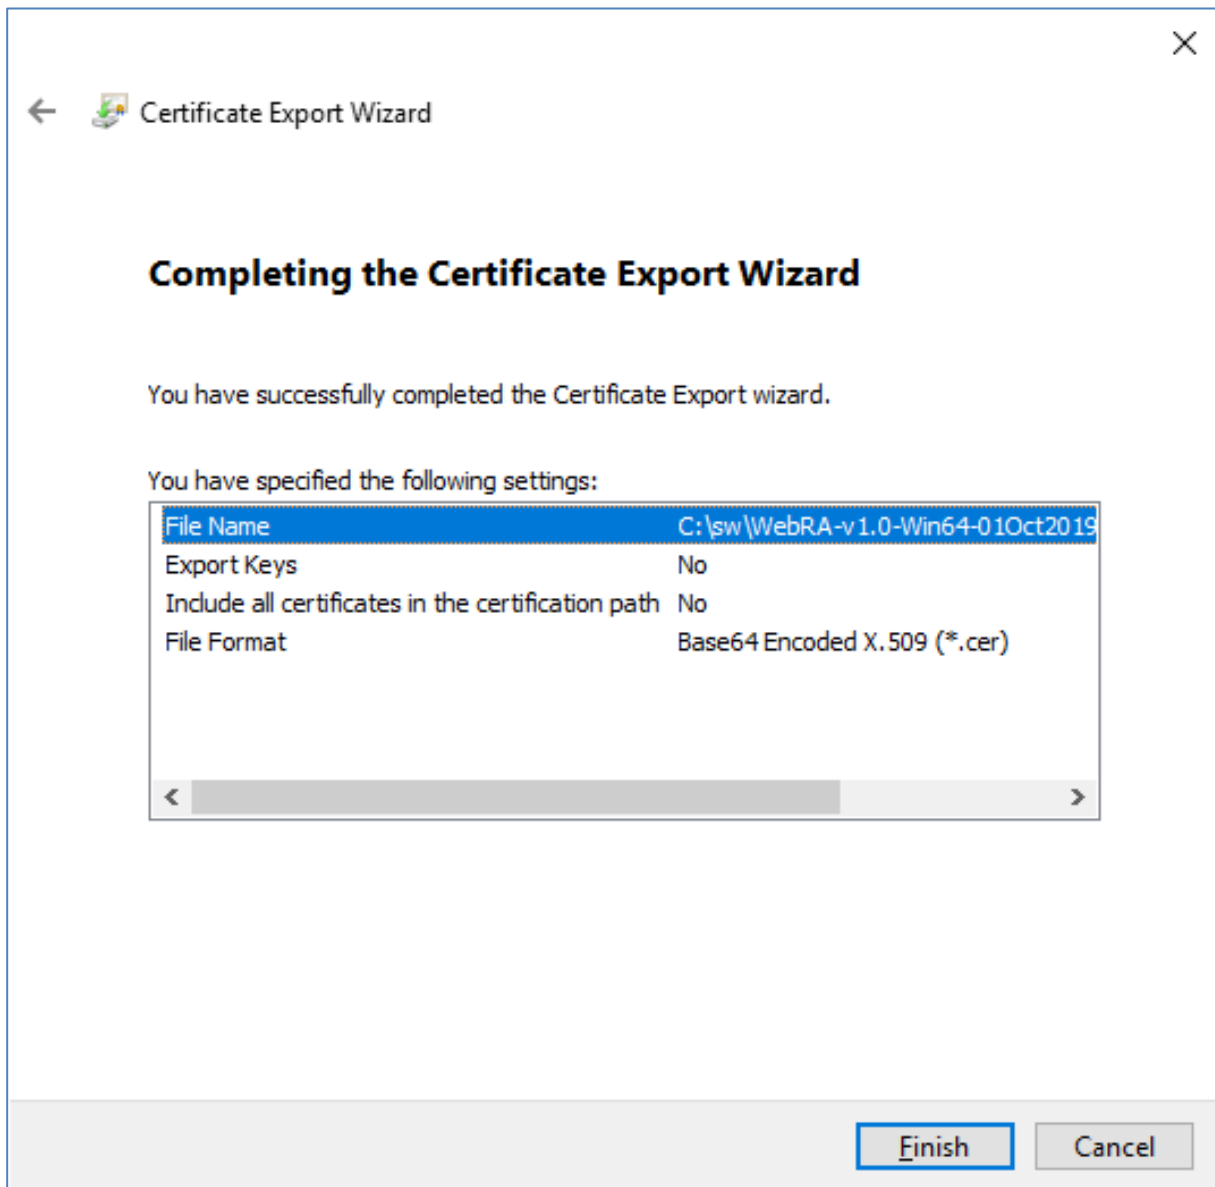 Certificate Export Wizard
Completing the Certificate Export Wizard
You have successfully completed the Certificate Export wizard.
You have specified the following settings:
File Name C:\sw\WebRA-v1.0-Win64-01Oct2019
Export Keys No
Include all certificates in the certification path No
File Format Base64 Encoded X.509 (*.cer)
Finish Cancel